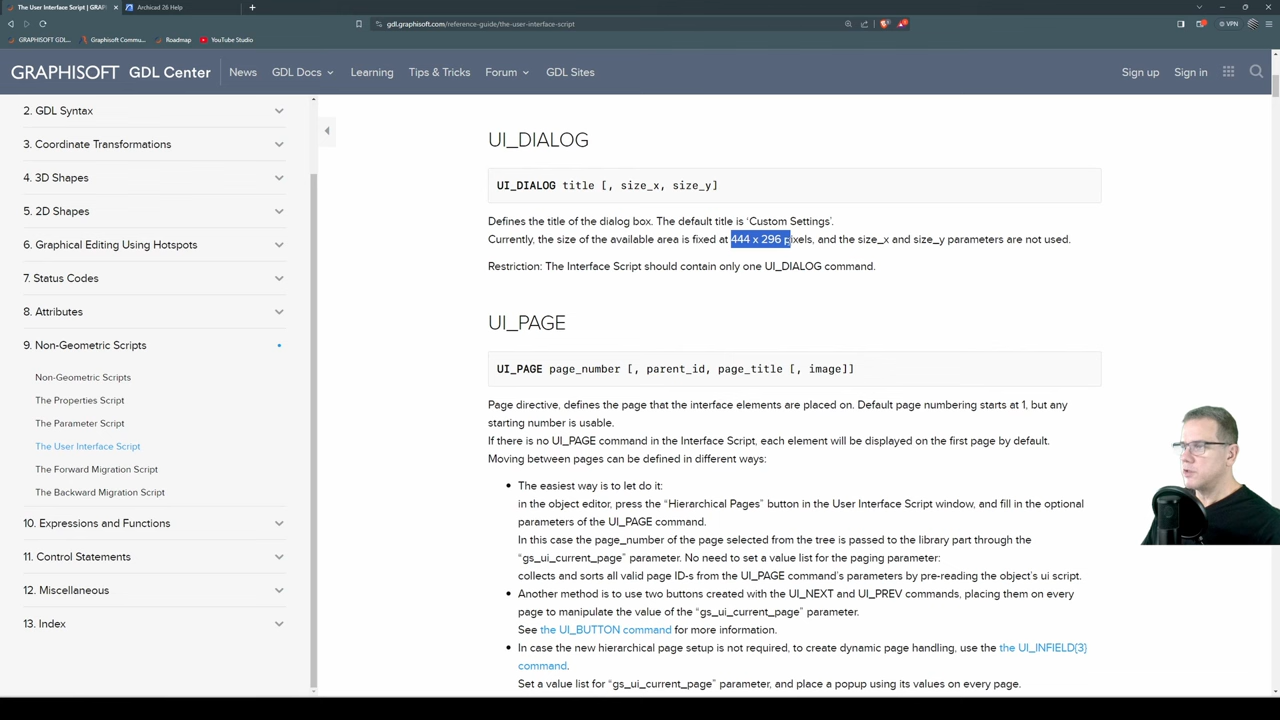 The User Interface Script | GRAPH
Archicad 26 Help
gdl.graphisoft.com/reference-guide/the-user-interface-script
VPN
GRAPHISOFT GDL...
Graphisoft Commu...
Roadmap
YouTube Studio
GRAPHISOFT GDL Center
News
GDL Docs
Learning
Tips & Tricks
Forum
GDL Sites
Sign up
Sign in
2. GDL Syntax
3. Coordinate Transformations
4. 3D Shapes
5. 2D Shapes
6. Graphical Editing Using Hotspots
7. Status Codes
8. Attributes
9. Non-Geometric Scripts
Non-Geometric Scripts
The Properties Script
The Parameter Script
The User Interface Script
The Forward Migration Script
The Backward Migration Script
10. Expressions and Functions
11. Control Statements
12. Miscellaneous
13. Index
UI_DIALOG
UI_DIALOG title [, size_x, size_y]
Defines the title of the dialog box. The default title is ‘Custom Settings’.
Currently, the size of the available area is fixed at 444 x 296 pixels, and the size_x and size_y parameters are not used.
Restriction: The Interface Script should contain only one UI_DIALOG command.
UI_PAGE
UI_PAGE page_number [, parent_id, page_title [, image]]
Page directive, defines the page that the interface elements are placed on. Default page numbering starts at 1, but any
starting number is usable.
If there is no UI_PAGE command in the Interface Script, each element will be displayed on the first page by default.
Moving between pages can be defined in different ways:
• The easiest way is to let do it:
in the object editor, press the “Hierarchical Pages” button in the User Interface Script window, and fill in the optional
parameters of the UI_PAGE command.
In this case the page_number of the page selected from the tree is passed to the library part through the
“gs_ui_current_page” parameter. No need to set a value list for the paging parameter:
collects and sorts all valid page ID-s from the UI_PAGE command’s parameters by pre-reading the object’s ui script.
• Another method is to use two buttons created with the UI_NEXT and UI_PREV commands, placing them on every
page to manipulate the value of the “gs_ui_current_page” parameter.
See the UI_BUTTON command for more information.
• In case the new hierarchical page setup is not required, to create dynamic page handling, use the the UI_INFIELD{3}
command.
Set a value list for “gs_ui_current_page” parameter, and place a popup using its values on every page.